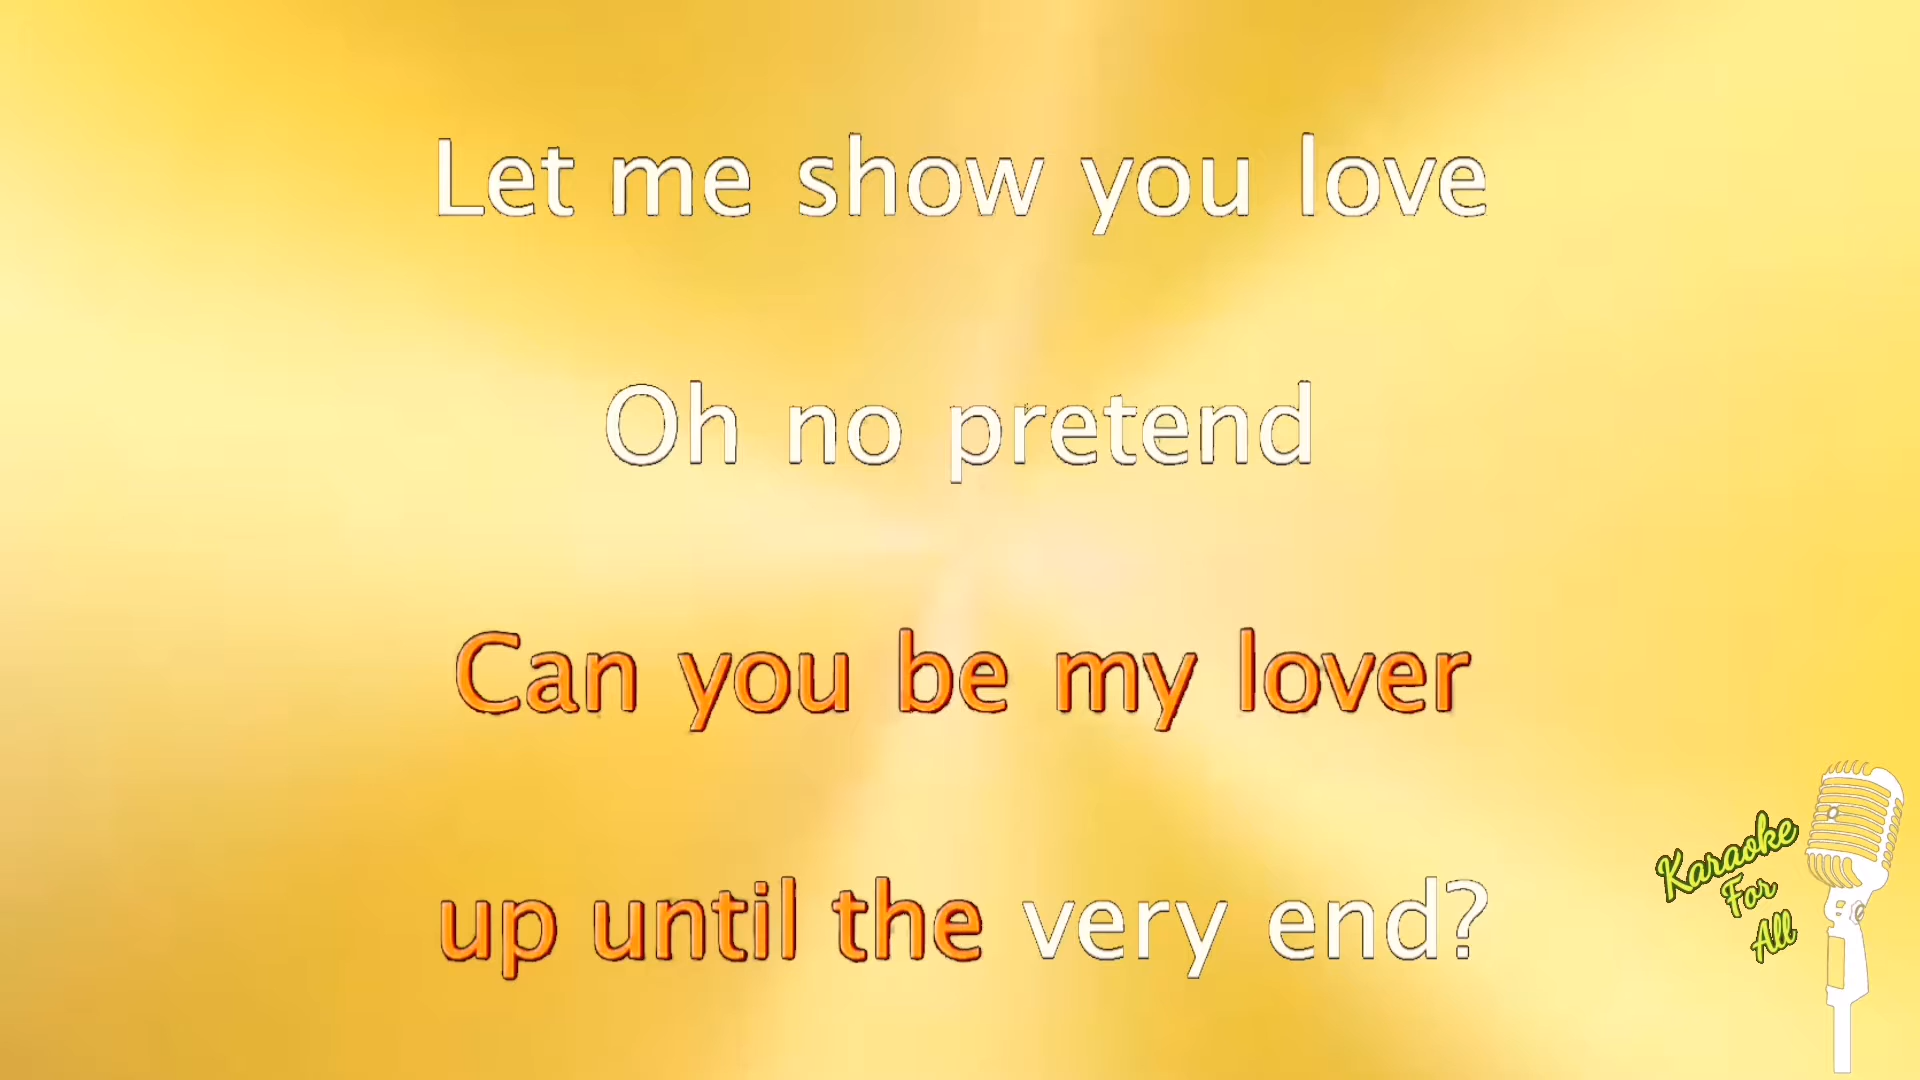 Let me show you love
Oh no pretend
Can you be my lover
up until the very end?
Karaoke
For
All